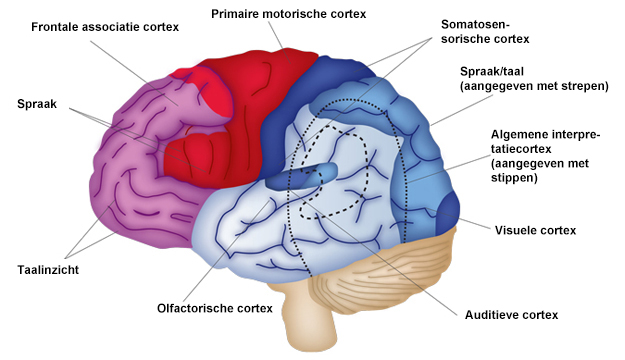 Primaire motorische cortex
Frontale associatie cortex
Somatosen-
sorische cortex
Spraak/taal
(aangegeven met strepen)
Spraak
Algemene interpre-
tatiecortex
(aangegeven met
stippen)
Visuele cortex
Taalinzicht
Olfactorische cortex
Auditieve cortex